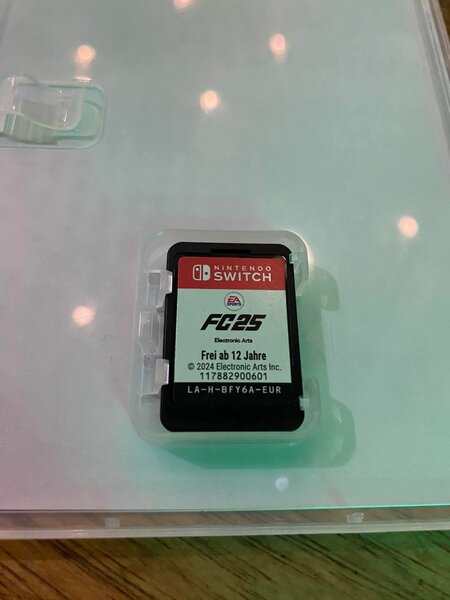 NINTENDO
SWITCH
EA
SPORTS
FC25
Electronic Arts
Frei ab 12 Jahre
© 2024 Electronic Arts Inc.
117882900601
LA-H-BFY6A-EUR